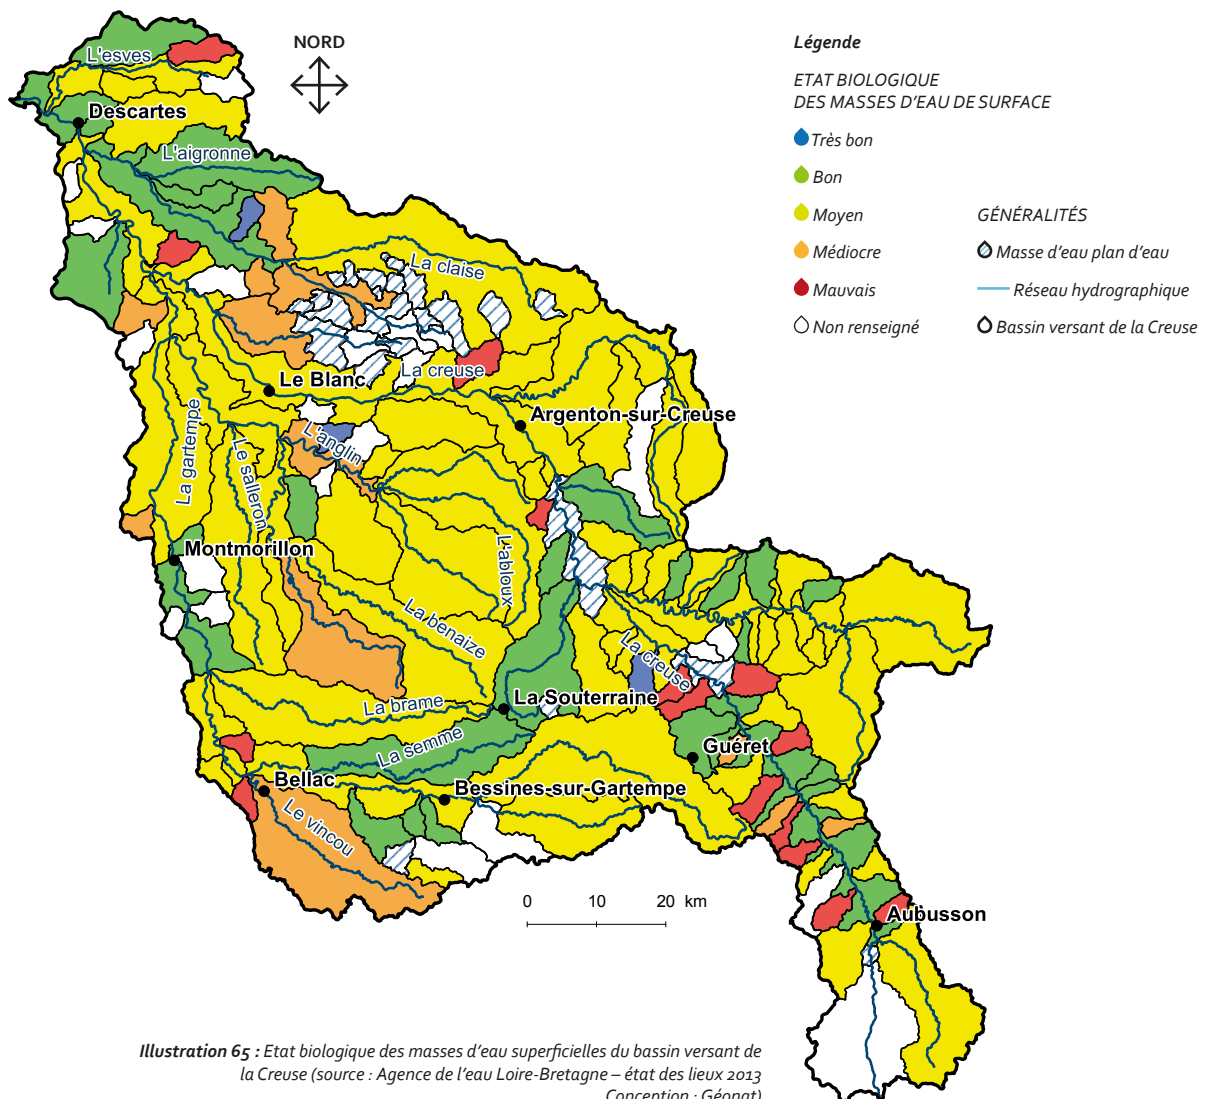 NORD
Légende
ETAT BIOLOGIQUE
DES MASSES D'EAU DE SURFACE
Très bon
Bon
Moyen
GÉNÉRALITÉS
Médiocre
Masse d'eau plan d'eau
Mauvais
Réseau hydrographique
Non renseigné
Bassin versant de la Creuse
L'esves
Descartes
L'aigronne
La claise
La creuse
Le Blanc
Argenton-sur-Creuse
La gartempe
Le salleron
L'anglin
Montmorillon
L'abloux
La benaize
La creuse
La brame
La Souterraine
La semme
Guéret
Bellac
Bessines-sur-Gartempe
Le vincou
0 10 20 km
Aubusson
Illustration 65 : Etat biologique des masses d'eau superficielles du bassin versant de
la Creuse (source : Agence de l'eau Loire-Bretagne – état des lieux 2013
Conception : Géonat)